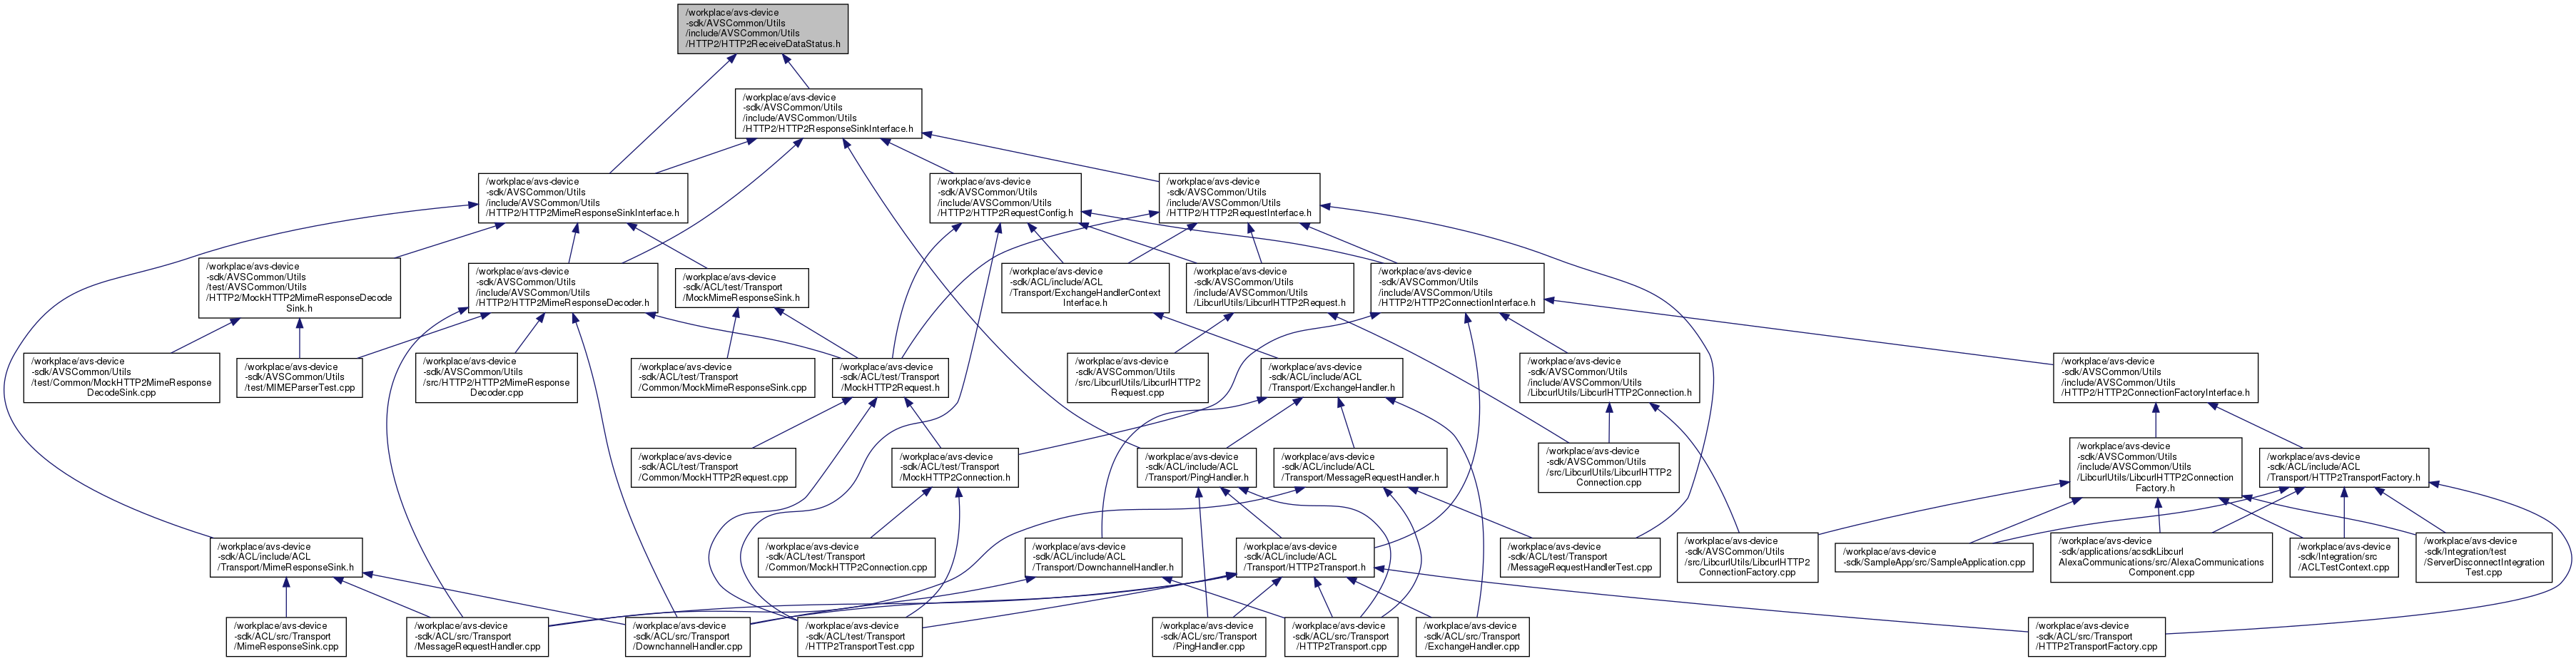 /workplace/avs-device
-sdk/AVSCommon/Utils
/include/AVSCommon/Utils
/HTTP2/HTTP2ReceiveDataStatus.h
/workplace/avs-device
-sdk/AVSCommon/Utils
/include/AVSCommon/Utils
/HTTP2/HTTP2ResponseSinkInterface.h
/workplace/avs-device
-sdk/AVSCommon/Utils
/include/AVSCommon/Utils
/HTTP2/HTTP2MimeResponseSinkInterface.h
/workplace/avs-device
-sdk/AVSCommon/Utils
/include/AVSCommon/Utils
/HTTP2/HTTP2RequestConfig.h
/workplace/avs-device
-sdk/AVSCommon/Utils
/include/AVSCommon/Utils
/HTTP2/HTTP2RequestInterface.h
/workplace/avs-device
-sdk/AVSCommon/Utils
/test/AVSCommon/Utils
/HTTP2/MockHTTP2MimeResponseDecode
Sink.h
/workplace/avs-device
-sdk/AVSCommon/Utils
/include/AVSCommon/Utils
/HTTP2/HTTP2MimeResponseDecoder.h
/workplace/avs-device
-sdk/ACL/test/Transport
/MockMimeResponseSink.h
/workplace/avs-device
-sdk/ACL/include/ACL
/Transport/ExchangeHandlerContext
Interface.h
/workplace/avs-device
-sdk/AVSCommon/Utils
/include/AVSCommon/Utils
/LibcurlUtils/LibcurlHTTP2Request.h
/workplace/avs-device
-sdk/AVSCommon/Utils
/include/AVSCommon/Utils
/HTTP2/HTTP2ConnectionInterface.h
/workplace/avs-device
-sdk/AVSCommon/Utils
/test/Common/MockHTTP2MimeResponse
DecodeSink.cpp
/workplace/avs-device
-sdk/AVSCommon/Utils
/test/MIMEParserTest.cpp
/workplace/avs-device
-sdk/AVSCommon/Utils
/src/HTTP2/HTTP2MimeResponse
Decoder.cpp
/workplace/avs-device
-sdk/ACL/test/Transport
/Common/MockMimeResponseSink.cpp
/workplace/avs-device
-sdk/ACL/test/Transport
/MockHTTP2Request.h
/workplace/avs-device
-sdk/AVSCommon/Utils
/src/LibcurlUtils/LibcurlHTTP2
Request.cpp
/workplace/avs-device
-sdk/ACL/include/ACL
/Transport/ExchangeHandler.h
/workplace/avs-device
-sdk/AVSCommon/Utils
/include/AVSCommon/Utils
/LibcurlUtils/LibcurlHTTP2Connection.h
/workplace/avs-device
-sdk/AVSCommon/Utils
/include/AVSCommon/Utils
/HTTP2/HTTP2ConnectionFactoryInterface.h
/workplace/avs-device
-sdk/ACL/test/Transport
/Common/MockHTTP2Request.cpp
/workplace/avs-device
-sdk/ACL/test/Transport
/MockHTTP2Connection.h
/workplace/avs-device
-sdk/ACL/include/ACL
/Transport/PingHandler.h
/workplace/avs-device
-sdk/ACL/include/ACL
/Transport/MessageRequestHandler.h
/workplace/avs-device
-sdk/AVSCommon/Utils
/src/LibcurlUtils/LibcurlHTTP2
Connection.cpp
/workplace/avs-device
-sdk/AVSCommon/Utils
/include/AVSCommon/Utils
/LibcurlUtils/LibcurlHTTP2Connection
Factory.h
/workplace/avs-device
-sdk/ACL/include/ACL
/Transport/HTTP2TransportFactory.h
/workplace/avs-device
-sdk/ACL/include/ACL
/Transport/MimeResponseSink.h
/workplace/avs-device
-sdk/ACL/test/Transport
/Common/MockHTTP2Connection.cpp
/workplace/avs-device
-sdk/ACL/include/ACL
/Transport/DownchannelHandler.h
/workplace/avs-device
-sdk/ACL/include/ACL
/Transport/HTTP2Transport.h
/workplace/avs-device
-sdk/ACL/test/Transport
/MessageRequestHandlerTest.cpp
/workplace/avs-device
-sdk/AVSCommon/Utils
/src/LibcurlUtils/LibcurlHTTP2
ConnectionFactory.cpp
/workplace/avs-device
-sdk/SampleApp/src/SampleApplication.cpp
/workplace/avs-device
-sdk/applications/acsdkLibcurl
AlexaCommunications/src/AlexaCommunications
Component.cpp
/workplace/avs-device
-sdk/Integration/src
/ACLTestContext.cpp
/workplace/avs-device
-sdk/Integration/test
/ServerDisconnectIntegration
Test.cpp
/workplace/avs-device
-sdk/ACL/src/Transport
/MimeResponseSink.cpp
/workplace/avs-device
-sdk/ACL/src/Transport
/MessageRequestHandler.cpp
/workplace/avs-device
-sdk/ACL/src/Transport
/DownchannelHandler.cpp
/workplace/avs-device
-sdk/ACL/test/Transport
/HTTP2TransportTest.cpp
/workplace/avs-device
-sdk/ACL/src/Transport
/PingHandler.cpp
/workplace/avs-device
-sdk/ACL/src/Transport
/HTTP2Transport.cpp
/workplace/avs-device
-sdk/ACL/src/Transport
/ExchangeHandler.cpp
/workplace/avs-device
-sdk/ACL/src/Transport
/HTTP2TransportFactory.cpp